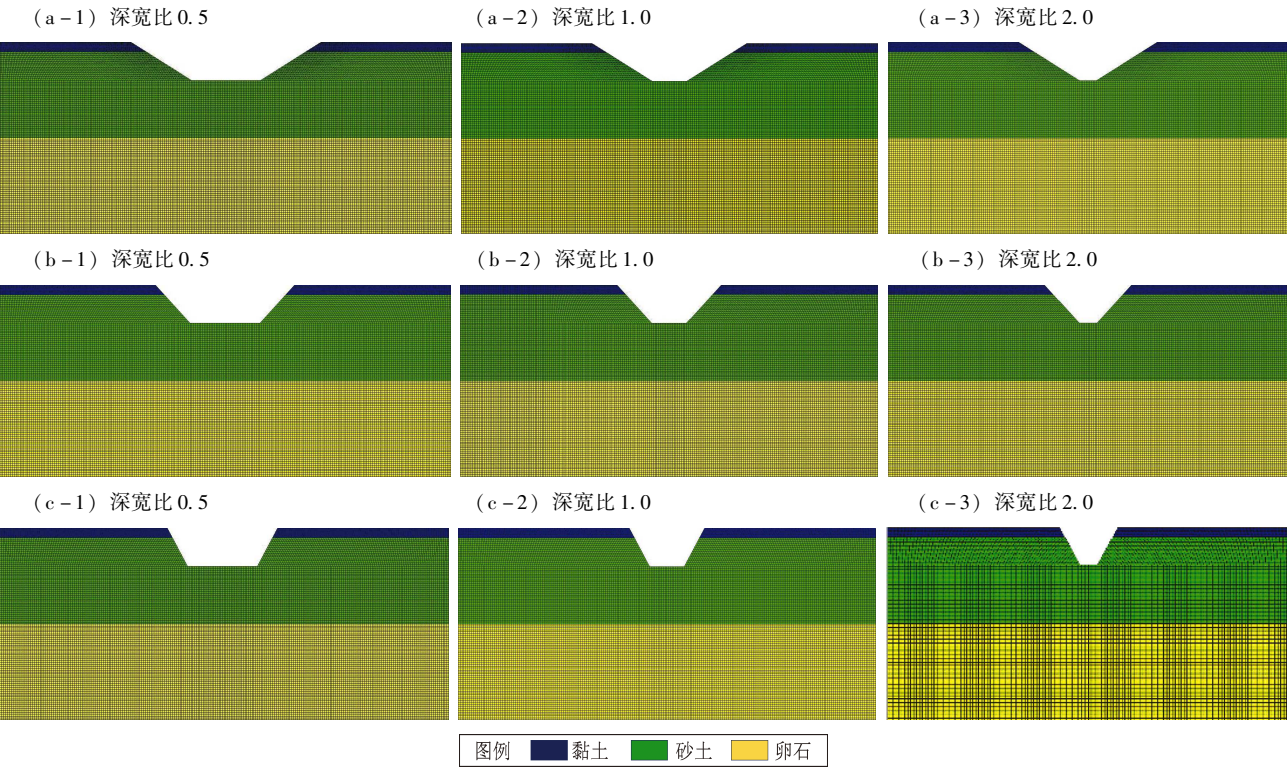 (a-1) 深宽比 0.5
(a-2) 深宽比 1.0
(a-3) 深宽比 2.0
(b-1) 深宽比 0.5
(b-2) 深宽比 1.0
(b-3) 深宽比 2.0
(c-1) 深宽比 0.5
(c-2) 深宽比 1.0
(c-3) 深宽比 2.0
图例 黏土 砂土 卵石